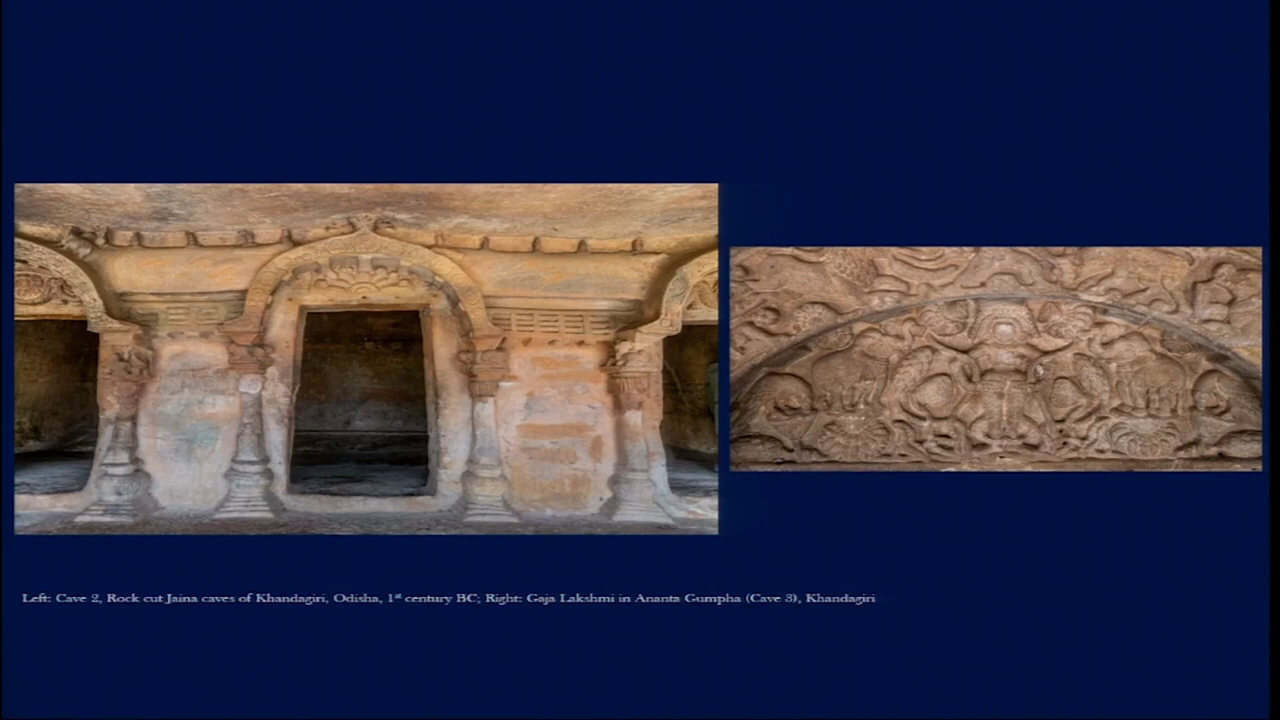 Left: Cave 2, Rock cut Jaina caves of Khandagiri, Odisha, 1st century BC; Right: Gaja Lakshmi in Ananta Gumpha (Cave 3), Khandagiri